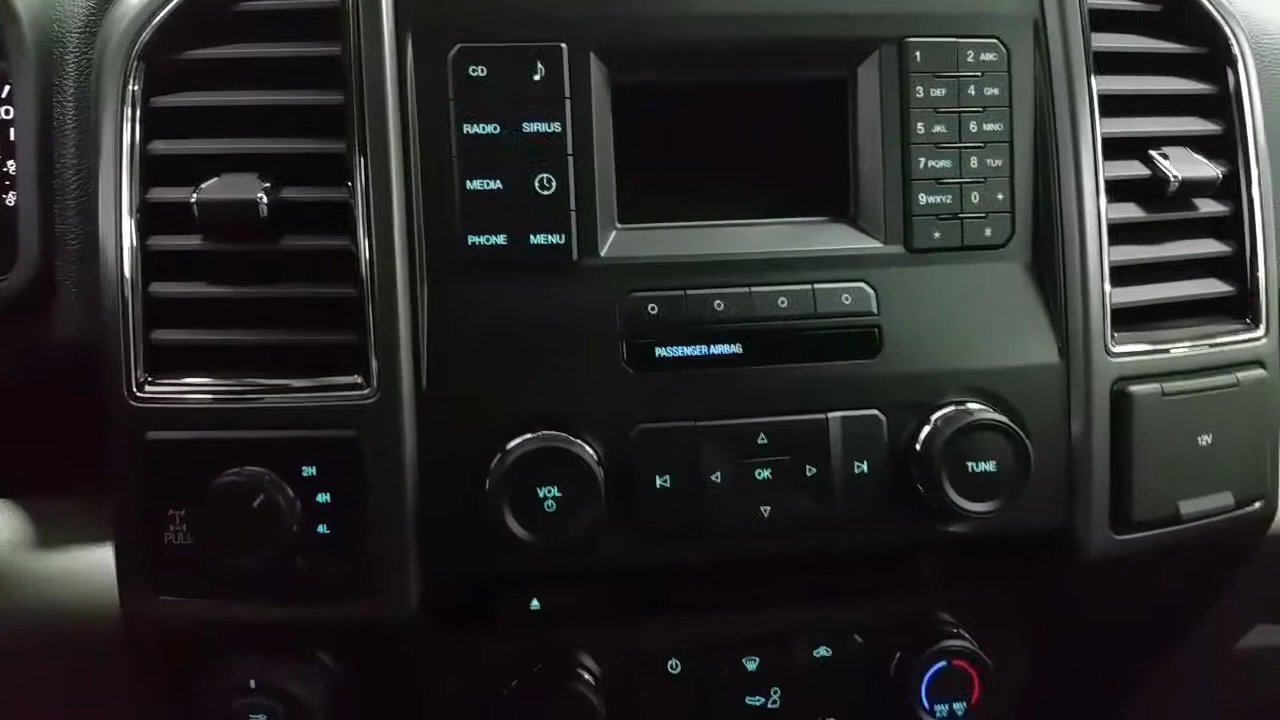 CD
RADIO SIRIUS
MEDIA
PHONE MENU
1 2 ABC
3 DEF 4 GHI
5 JKL 6 MNO
7 PQRS 8 TUV
9 WXYZ 0 +
* #
PASSENGER AIRBAG
2H
4H
4L
PULL
VOL
OK
TUNE
12V
MAX
A/C